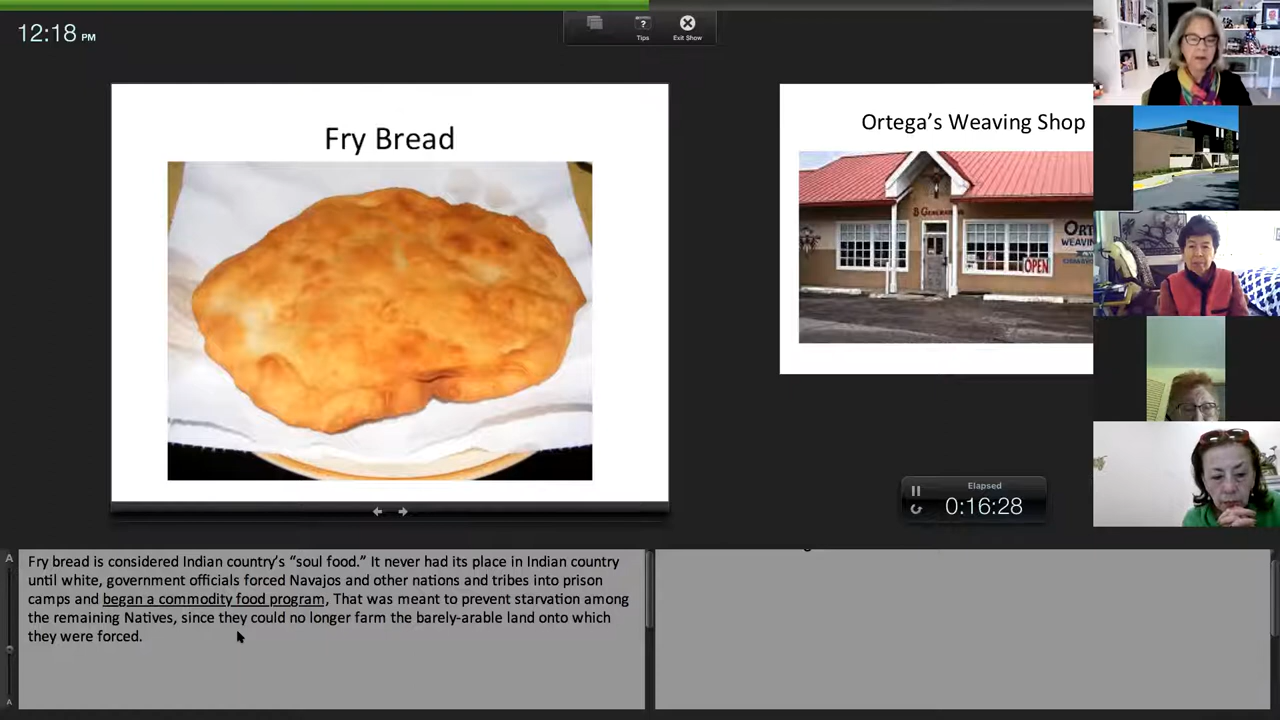 12:18 PM
Tips
Exit Show
Fry Bread
Ortega's Weaving Shop
OPEN
Elapsed
0:16:28
A
Fry bread is considered Indian country's "soul food." It never had its place in Indian country
until white, government officials forced Navajos and other nations and tribes into prison
camps and began a commodity food program, That was meant to prevent starvation among
the remaining Natives, since they could no longer farm the barely-arable land onto which
they were forced.
A